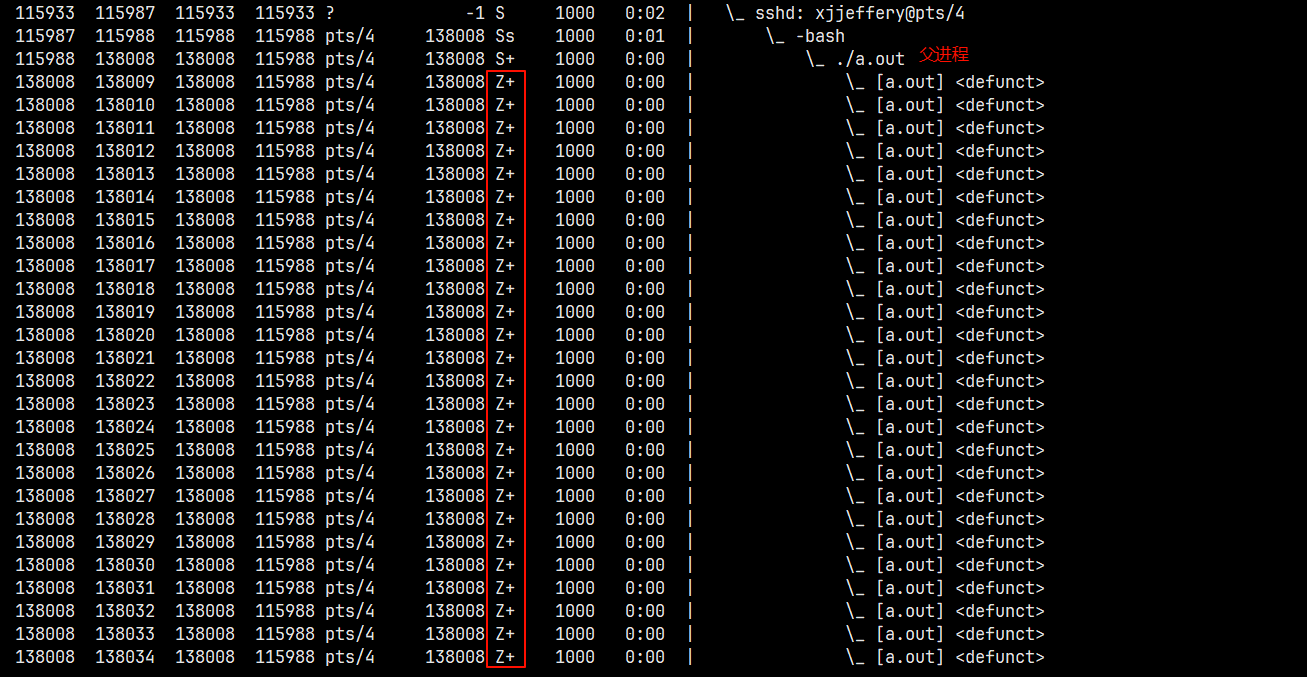 115933 115987 115933 115933 ? -1 S 1000 0:02 | \_ sshd: xjjeffery@pts/4
115987 115988 115988 115988 pts/4 138008 Ss 1000 0:01 | \_ -bash
115988 138008 138008 115988 pts/4 138008 S+ 1000 0:00 | \_ ./a.out 父进程
138008 138009 138008 115988 pts/4 138008 Z+ 1000 0:00 | \_ [a.out] <defunct>
138008 138010 138008 115988 pts/4 138008 Z+ 1000 0:00 | \_ [a.out] <defunct>
138008 138011 138008 115988 pts/4 138008 Z+ 1000 0:00 | \_ [a.out] <defunct>
138008 138012 138008 115988 pts/4 138008 Z+ 1000 0:00 | \_ [a.out] <defunct>
138008 138013 138008 115988 pts/4 138008 Z+ 1000 0:00 | \_ [a.out] <defunct>
138008 138014 138008 115988 pts/4 138008 Z+ 1000 0:00 | \_ [a.out] <defunct>
138008 138015 138008 115988 pts/4 138008 Z+ 1000 0:00 | \_ [a.out] <defunct>
138008 138016 138008 115988 pts/4 138008 Z+ 1000 0:00 | \_ [a.out] <defunct>
138008 138017 138008 115988 pts/4 138008 Z+ 1000 0:00 | \_ [a.out] <defunct>
138008 138018 138008 115988 pts/4 138008 Z+ 1000 0:00 | \_ [a.out] <defunct>
138008 138019 138008 115988 pts/4 138008 Z+ 1000 0:00 | \_ [a.out] <defunct>
138008 138020 138008 115988 pts/4 138008 Z+ 1000 0:00 | \_ [a.out] <defunct>
138008 138021 138008 115988 pts/4 138008 Z+ 1000 0:00 | \_ [a.out] <defunct>
138008 138022 138008 115988 pts/4 138008 Z+ 1000 0:00 | \_ [a.out] <defunct>
138008 138023 138008 115988 pts/4 138008 Z+ 1000 0:00 | \_ [a.out] <defunct>
138008 138024 138008 115988 pts/4 138008 Z+ 1000 0:00 | \_ [a.out] <defunct>
138008 138025 138008 115988 pts/4 138008 Z+ 1000 0:00 | \_ [a.out] <defunct>
138008 138026 138008 115988 pts/4 138008 Z+ 1000 0:00 | \_ [a.out] <defunct>
138008 138027 138008 115988 pts/4 138008 Z+ 1000 0:00 | \_ [a.out] <defunct>
138008 138028 138008 115988 pts/4 138008 Z+ 1000 0:00 | \_ [a.out] <defunct>
138008 138029 138008 115988 pts/4 138008 Z+ 1000 0:00 | \_ [a.out] <defunct>
138008 138030 138008 115988 pts/4 138008 Z+ 1000 0:00 | \_ [a.out] <defunct>
138008 138031 138008 115988 pts/4 138008 Z+ 1000 0:00 | \_ [a.out] <defunct>
138008 138032 138008 115988 pts/4 138008 Z+ 1000 0:00 | \_ [a.out] <defunct>
138008 138033 138008 115988 pts/4 138008 Z+ 1000 0:00 | \_ [a.out] <defunct>
138008 138034 138008 115988 pts/4 138008 Z+ 1000 0:00 | \_ [a.out] <defunct>